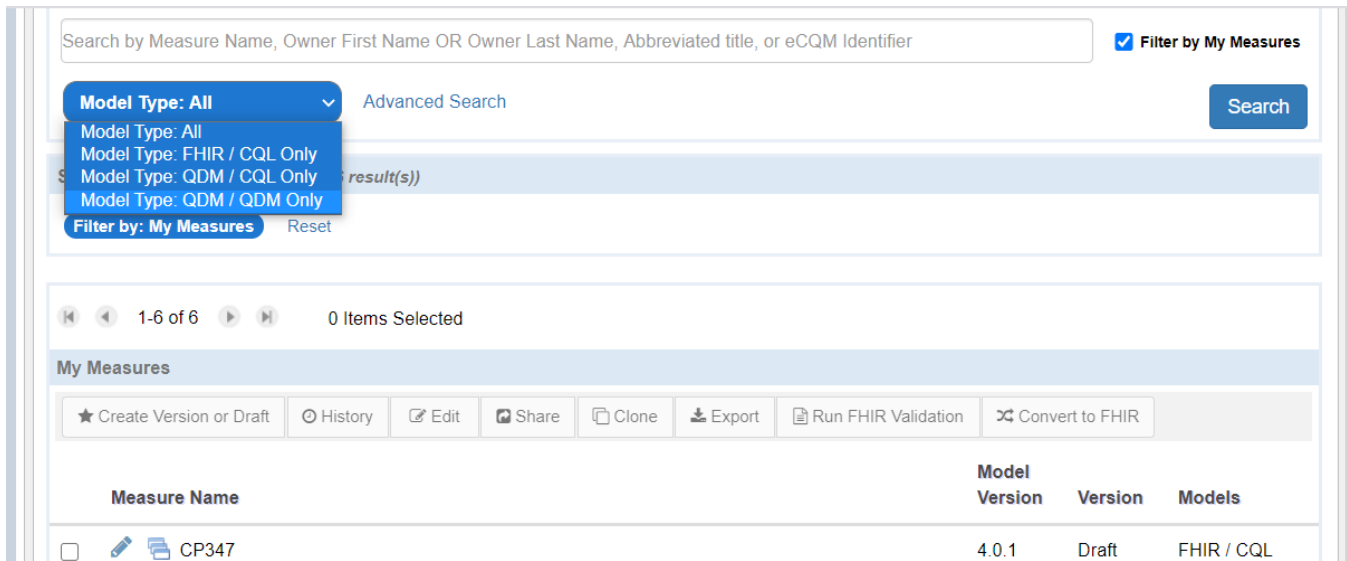 Search by Measure Name, Owner First Name OR Owner Last Name, Abbreviated title, or eCQM Identifier
Filter by My Measures
Model Type: All
Advanced Search
Search
Model Type: All
Model Type: FHIR / CQL Only
Model Type: QDM / CQL Only
result(s))
Model Type: QDM / QDM Only
Filter by: My Measures
Reset
1-6 of 6
0 Items Selected
My Measures
Create Version or Draft
History
Edit
Share
Clone
Export
Run FHIR Validation
Convert to FHIR
Measure Name
Model
Version
Version
Models
CP347
4.0.1
Draft
FHIR / CQL